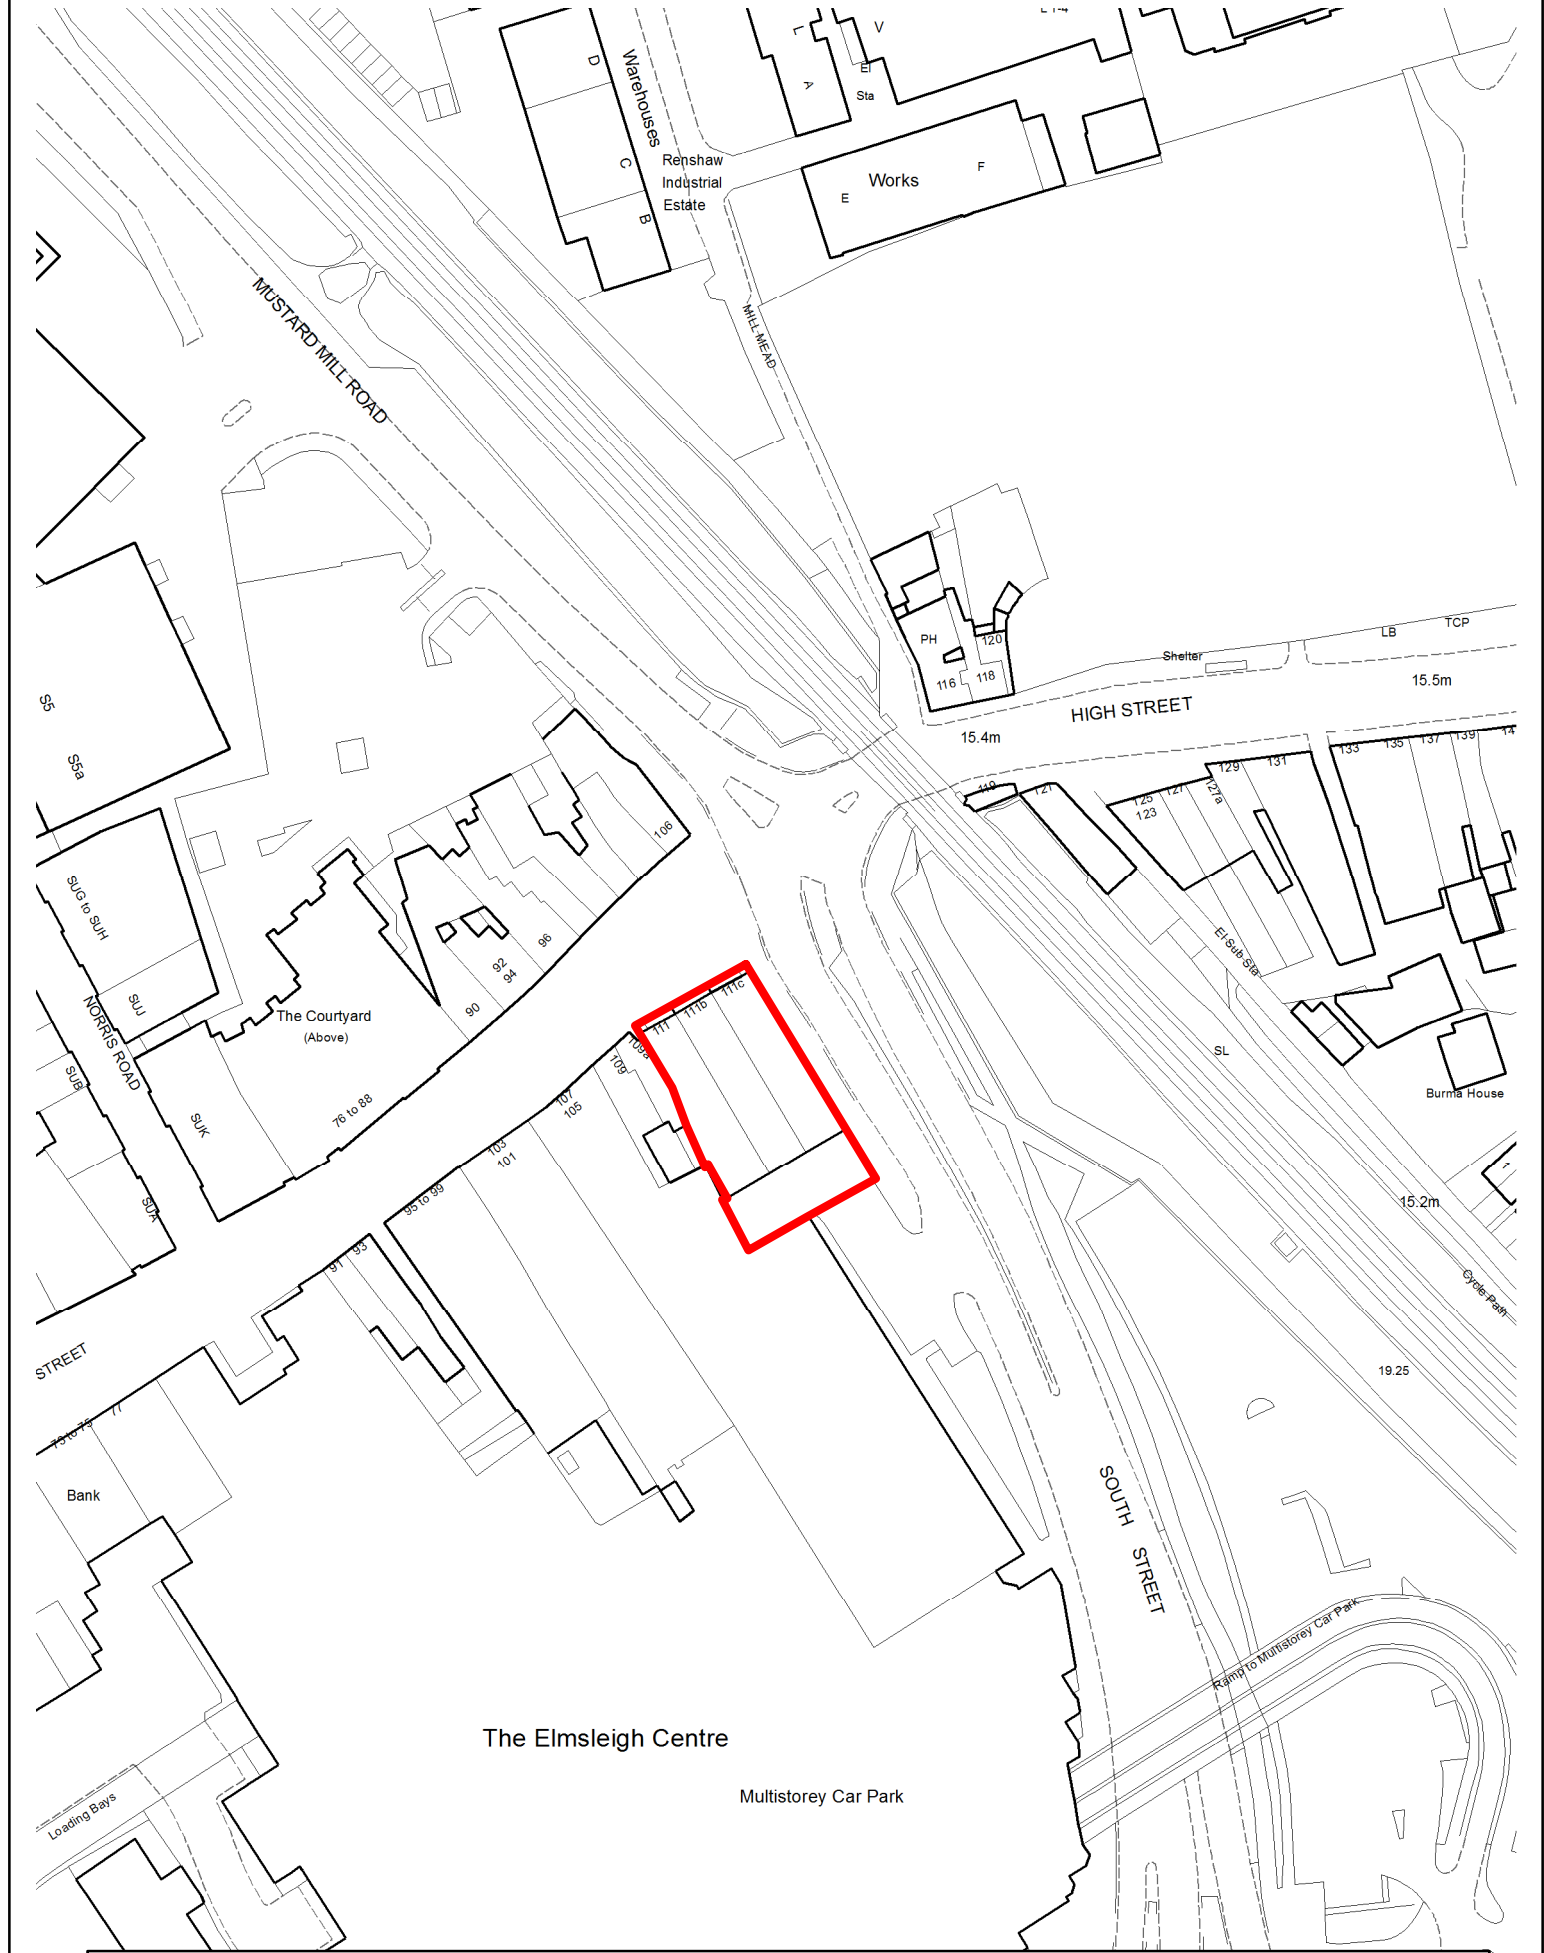 D
Warehouses
C
B
L
A
V
El
Sta
Renshaw
Industrial
Estate
Works
E
F
MUSTARD MILL ROAD
MILL MEAD
PH
120
116
118
Shelter
LB
TCP
HIGH STREET
15.5m
15.4m
S5
S5a
119
121
125
123
127
127a
129
131
133
135
137
139
106
SUG to SUH
SUJ
NORRIS ROAD
SUB
SUK
SUA
The Courtyard
(Above)
76 to 88
90
92
94
96
El Sub Sta
SL
Burma House
111
111b
111c
109a
109
107
105
103
101
95 to 99
93
91
15.2m
Cycle Path
19.25
STREET
73 to 75
77
Bank
SOUTH STREET
Ramp to Multistorey Car Park
The Elmsleigh Centre
Multistorey Car Park
Loading Bays